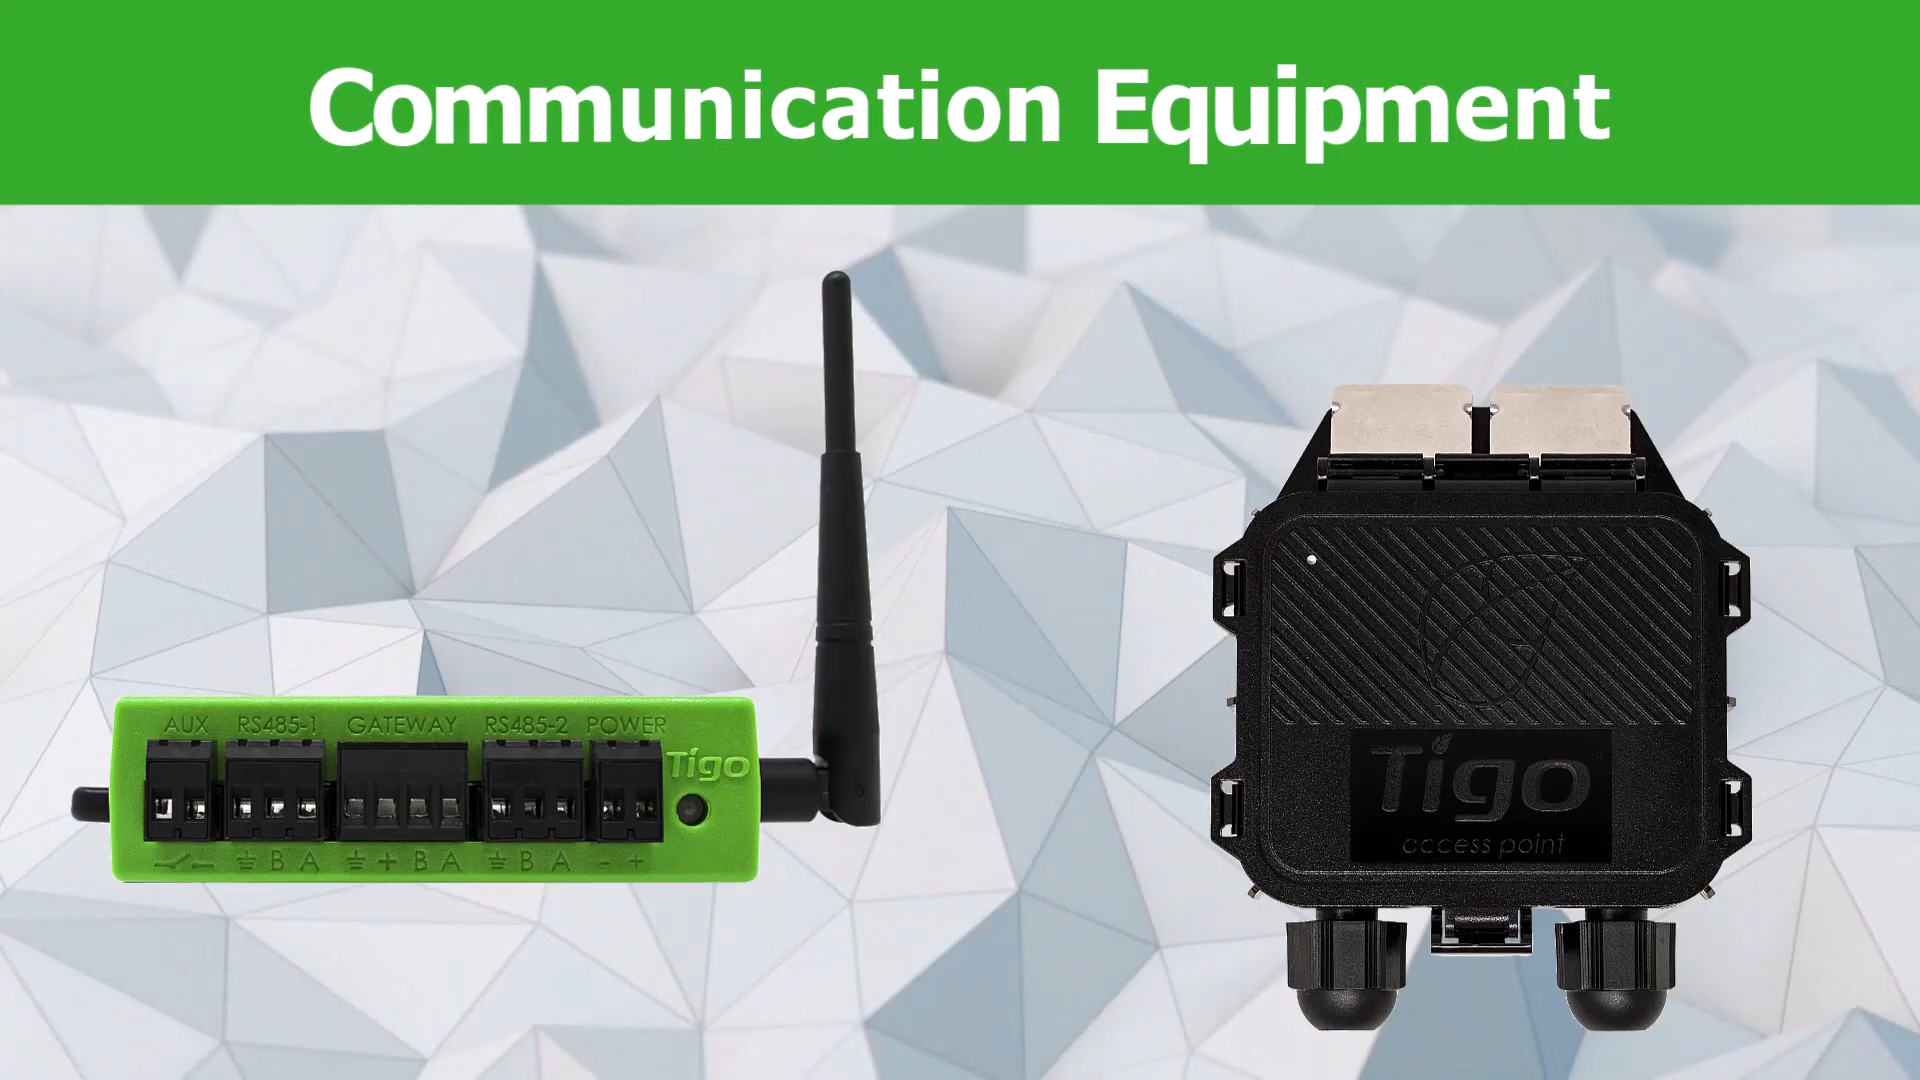 Communication Equipment
AUX RS485-1 GATEWAY RS485-2 POWER
Tigo
B A + B A B A - +
Tigo
access point